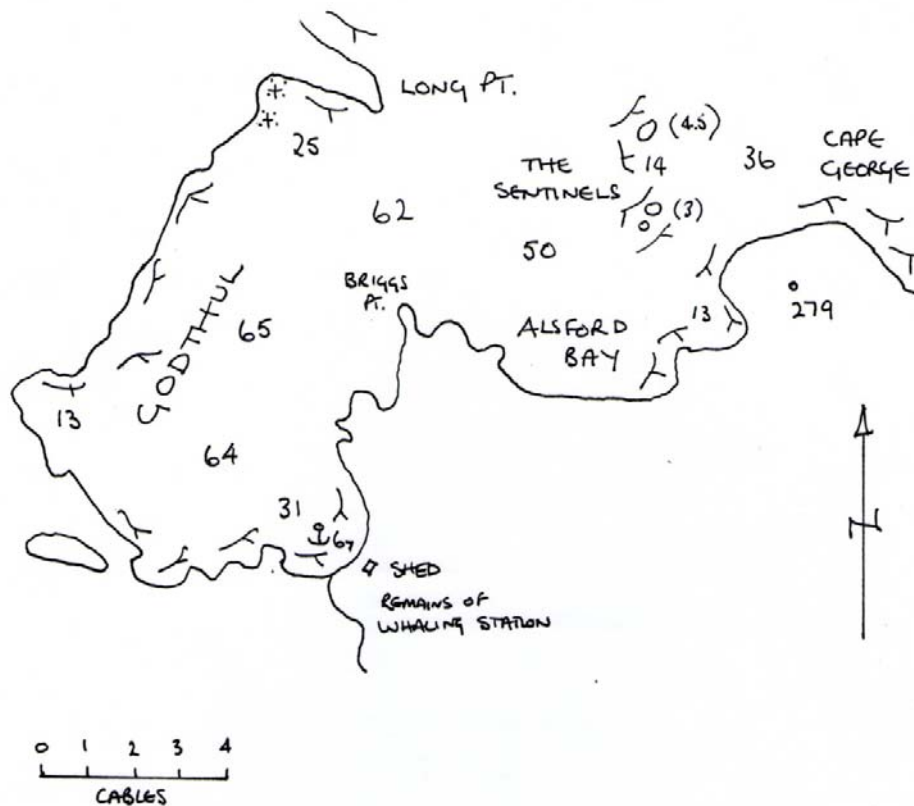 LONG PT.
25
(4.5)
14
36
CAPE
GEORGE
THE
SENTINELS
(3)
62
50
BRIGGS
PT.
13
279
ALSFORD
BAY
GODTHUL
65
13
64
31
SHED
REMAINS OF
WHALING STATION
N
0 1 2 3 4
CABLES